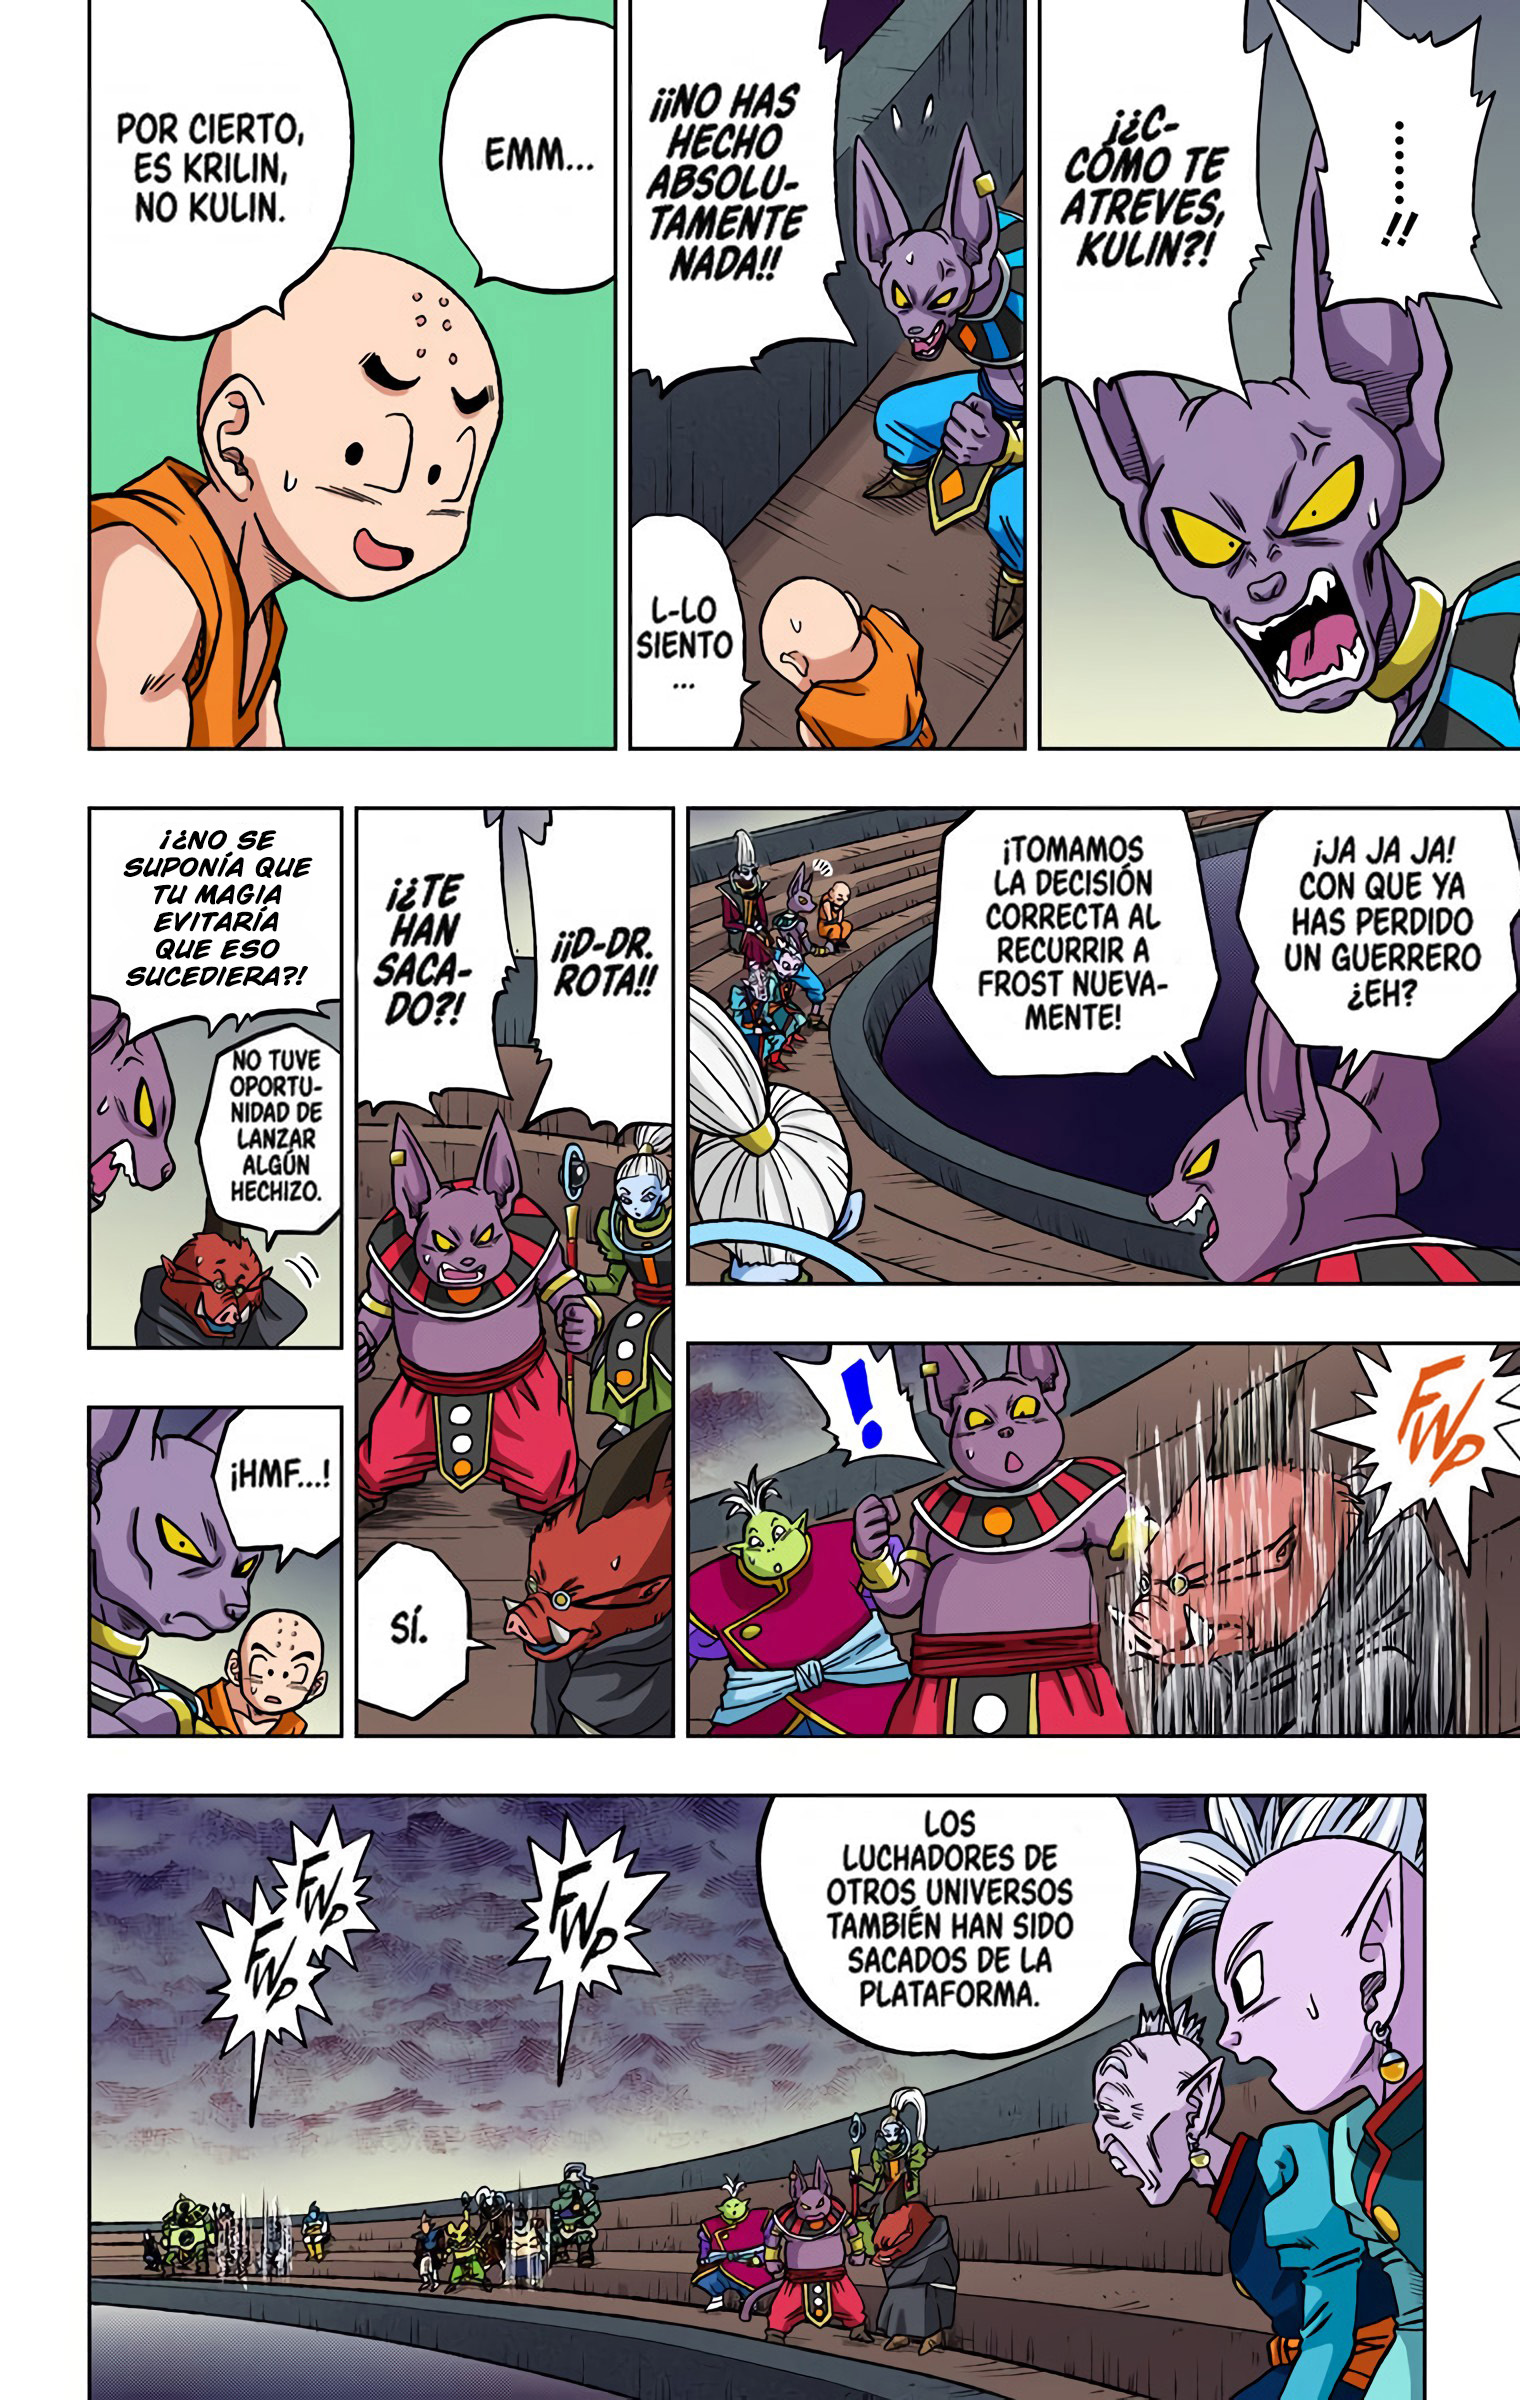 ......!!
¡¿C-
CÓMO TE
ATREVES,
KULIN?!
¡¡NO HAS
HECHO
ABSOLU-
TAMENTE
NADA!!
L-LO
SIENTO
...
EMM...
POR CIERTO,
ES KRILIN,
NO KULIN.
¡JA JA JA!
CON QUE YA
HAS PERDIDO
UN GUERRERO
¿EH?
¡TOMAMOS
LA DECISIÓN
CORRECTA AL
RECURRIR A
FROST NUEVA-
MENTE!
FWP
!
¡¡D-DR.
ROTA!!
¡¿TE
HAN
SACA-
DO?!
SÍ.
¡¿NO SE
SUPONÍA QUE
TU MAGIA
EVITARÍA
QUE ESO
SUCEDIERA?!
NO TUVE
OPORTU-
NIDAD DE
LANZAR
ALGÚN
HECHIZO.
¡HMF...!
LOS
LUCHADORES DE
OTROS UNIVERSOS
TAMBIÉN HAN SIDO
SACADOS DE LA
PLATAFORMA.
FWP
FWP
FWP